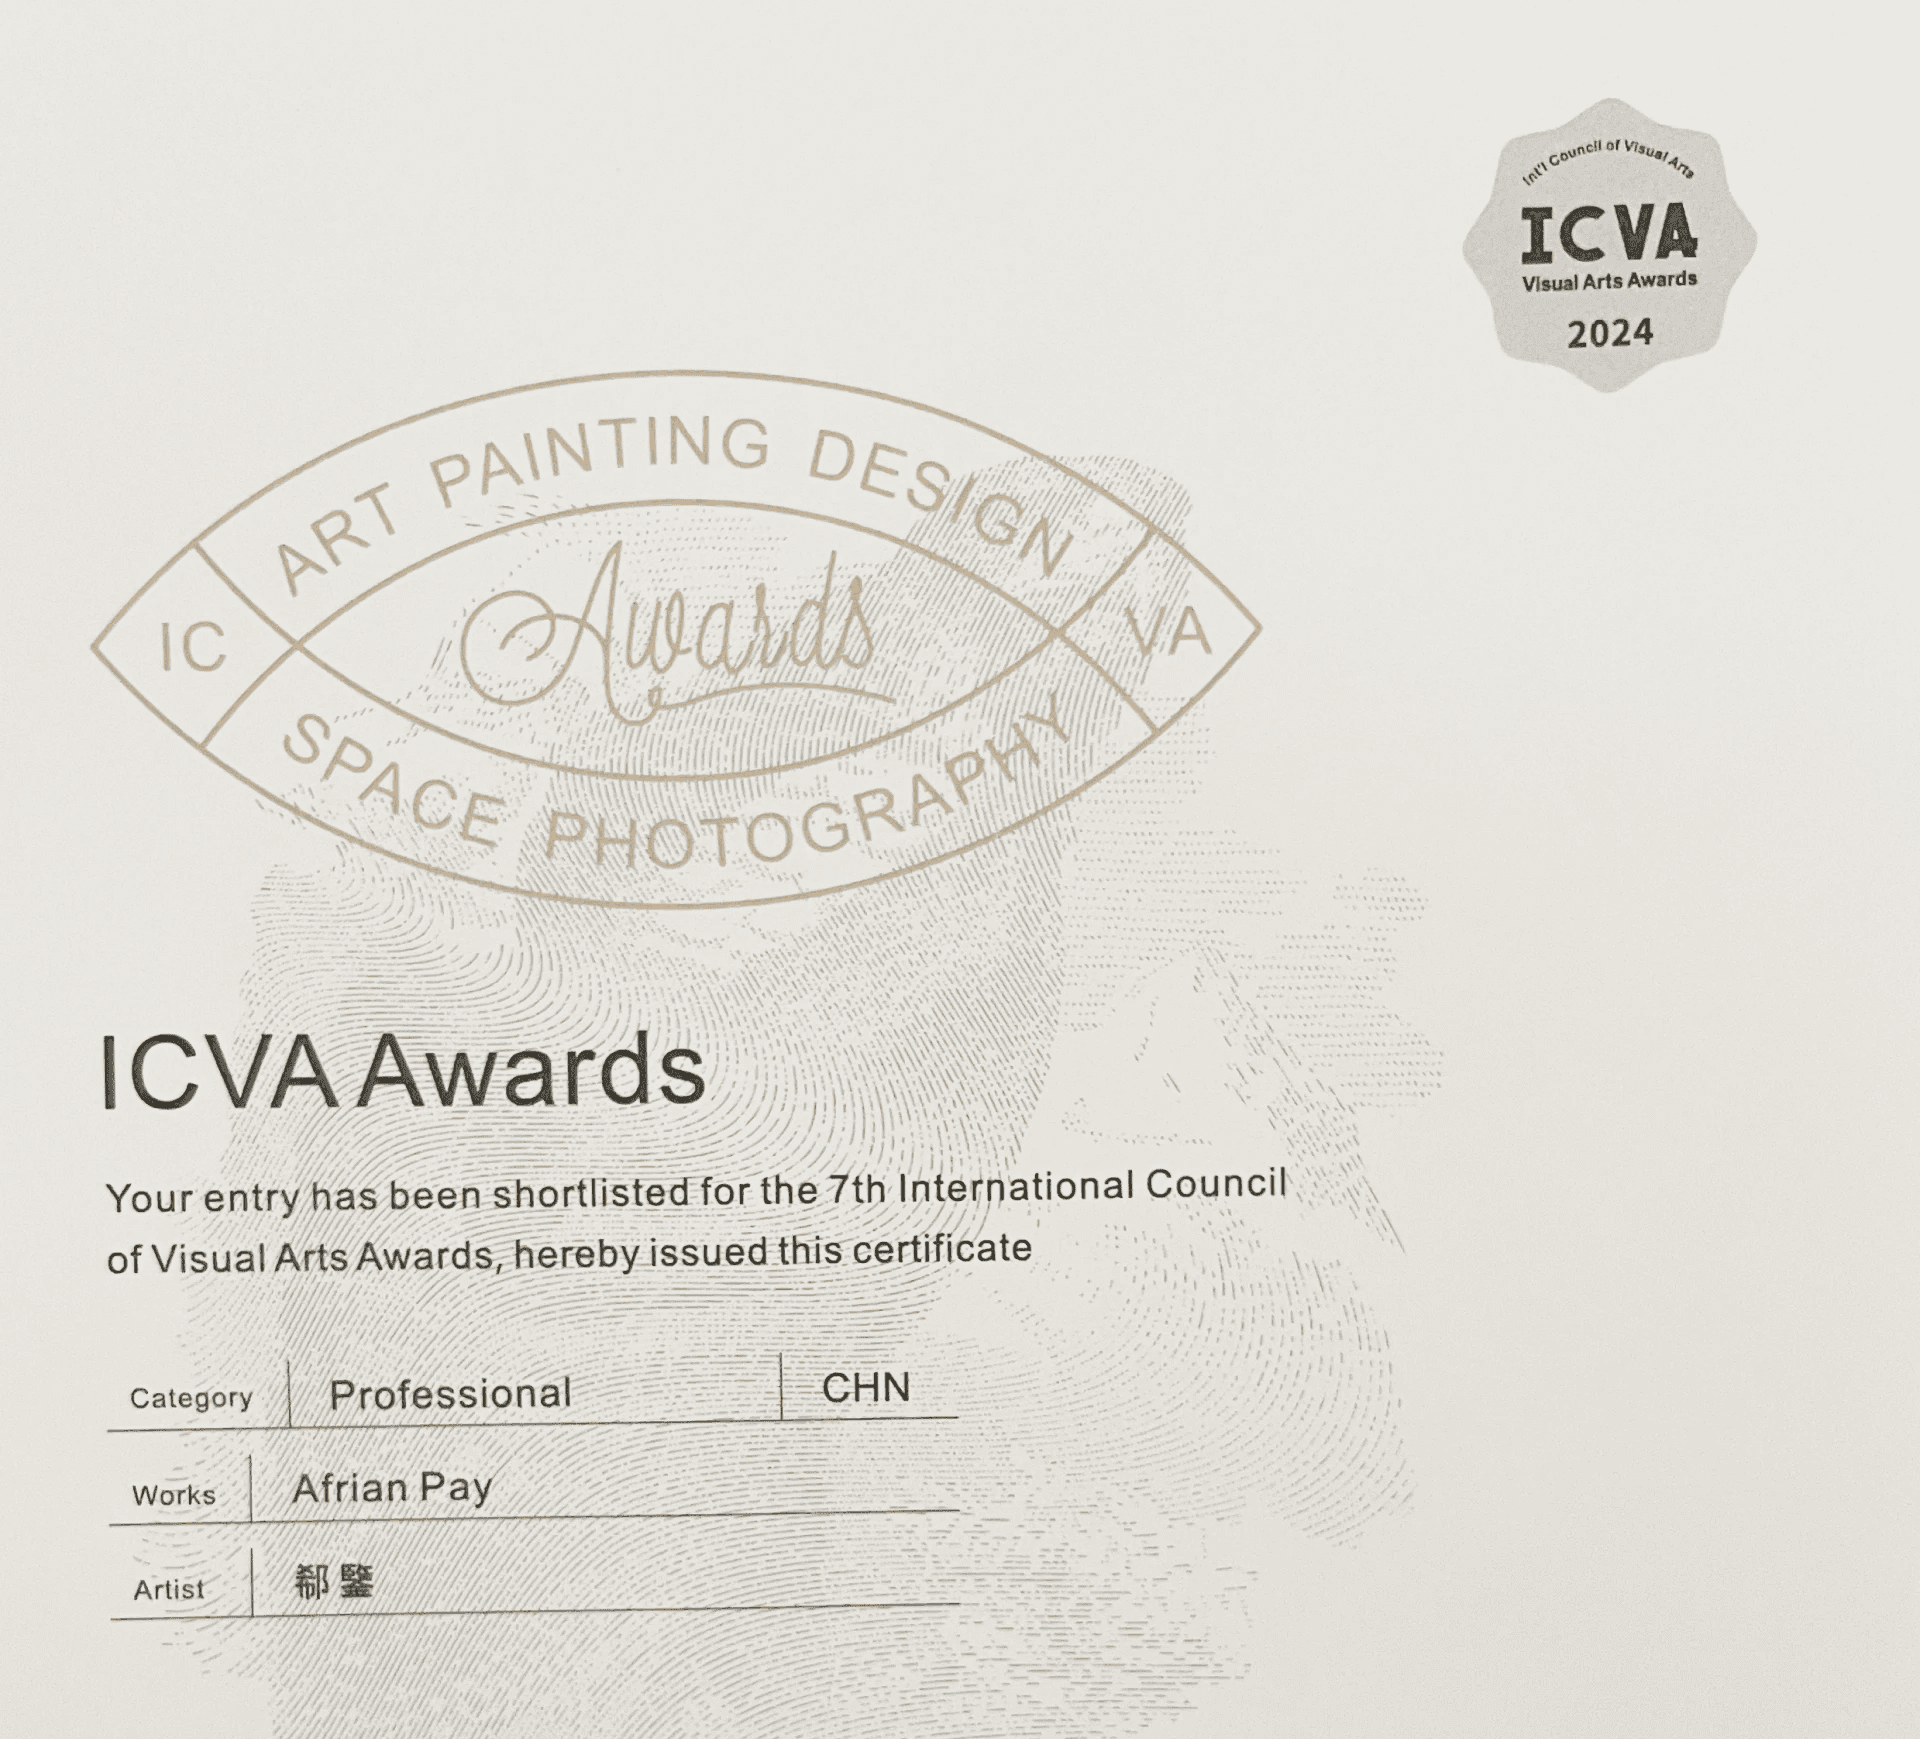 Int'l Council of Visual Arts
ICVA
Visual Arts Awards
2024
ART PAINTING DESIGN
IC
Awards
VA
SPACE PHOTOGRAPHY
ICVA Awards
Your entry has been shortlisted for the 7th International Council
of Visual Arts Awards, hereby issued this certificate
Category Professional CHN
Works Afrian Pay
Artist 郗鑒